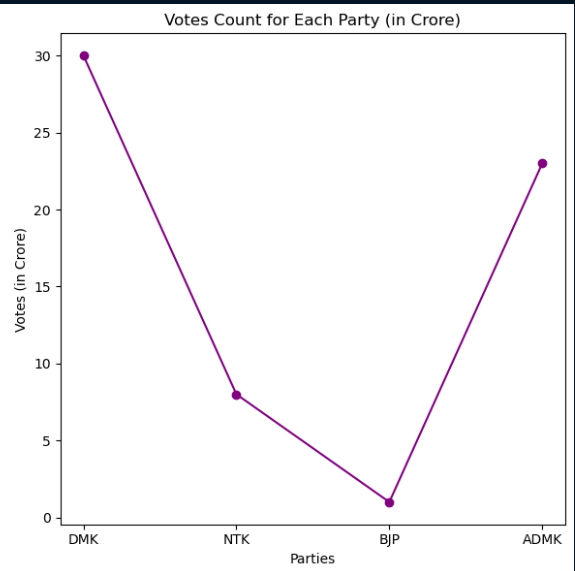 Votes Count for Each Party (in Crore)
30
25
20
15
10
5
0
Votes (in Crore)
DMK NTK BJP ADMK
Parties